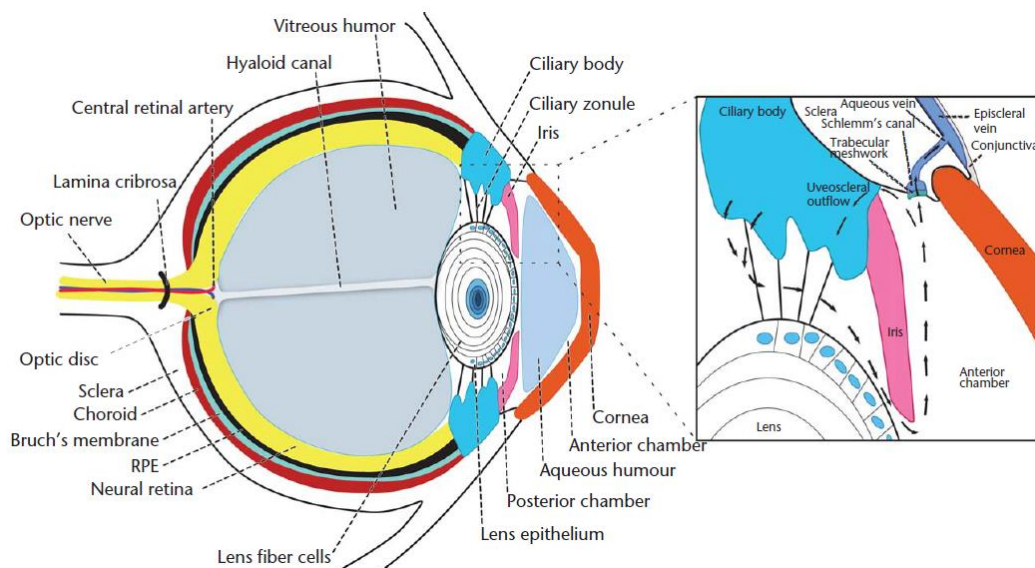 Vitreous humor
Hyaloid canal
Central retinal artery
Lamina cribrosa
Optic nerve
Optic disc
Sclera
Choroid
Bruch's membrane
RPE
Neural retina
Lens fiber cells
Ciliary body
Ciliary zonule
Iris
Cornea
Anterior chamber
Aqueous humour
Posterior chamber
Lens epithelium
Ciliary body
Sclera
Aqueous vein
Schlemm's canal
Trabecular
meshwork
Episcleral
vein
Conjunctiva
Uveoscleral
outflow
Cornea
Iris
Anterior
chamber
Lens